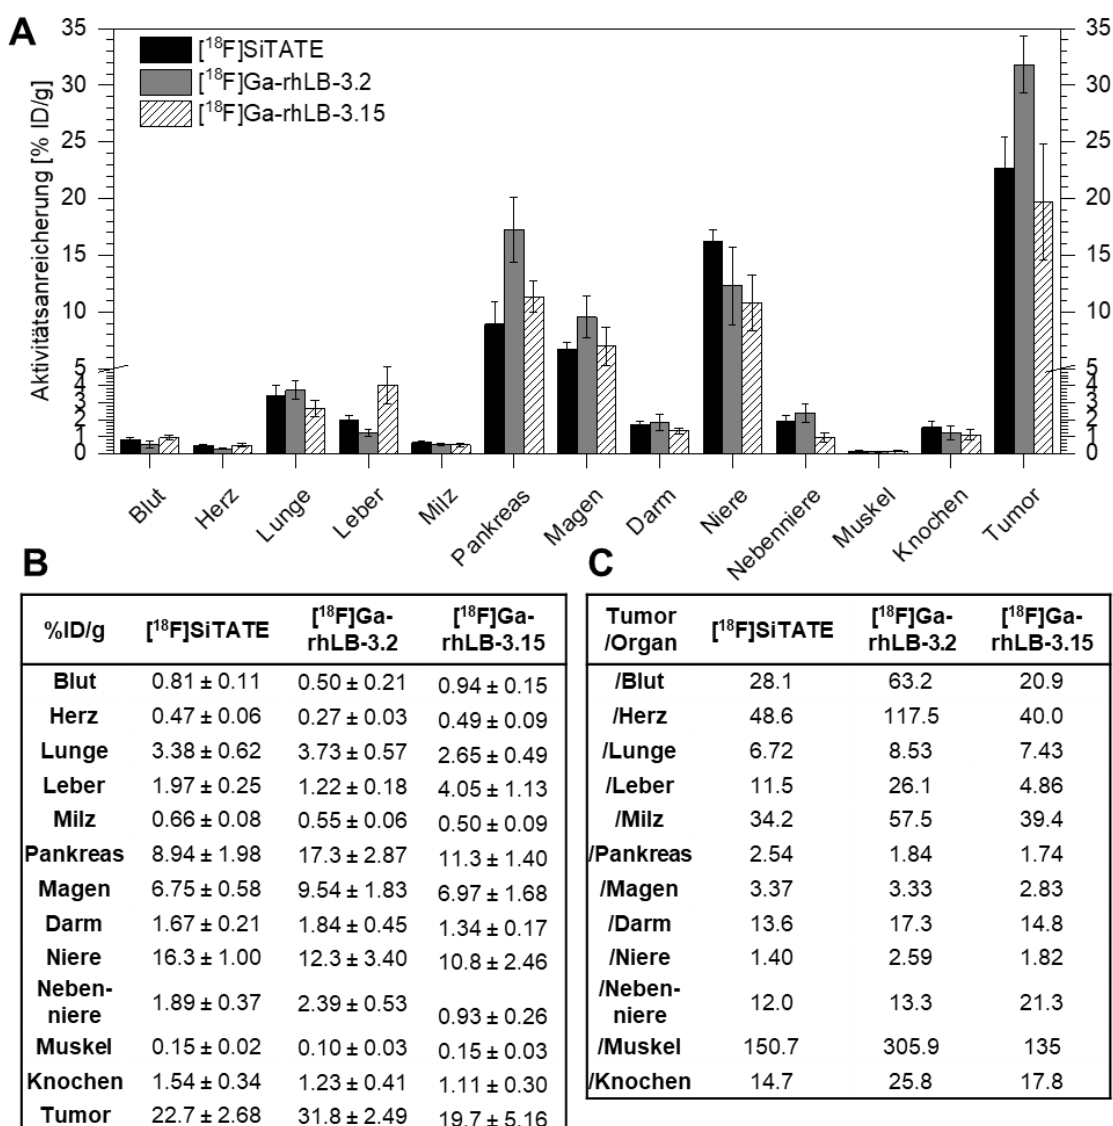 A
35
30
25
20
15
10
5
4
3
2
1
0
Aktivitätsanreicherung [% ID/g]
[¹⁸F]SiTATE
[¹⁸F]Ga-rhLB-3.2
[¹⁸F]Ga-rhLB-3.15
35
30
25
20
15
10
5
4
3
2
1
0
Blut
Herz
Lunge
Leber
Milz
Pankreas
Magen
Darm
Niere
Nebenniere
Muskel
Knochen
Tumor
B
%ID/g [¹⁸F]SiTATE [¹⁸F]Ga-rhLB-3.2 [¹⁸F]Ga-rhLB-3.15
Blut 0.81 ± 0.11 0.50 ± 0.21 0.94 ± 0.15
Herz 0.47 ± 0.06 0.27 ± 0.03 0.49 ± 0.09
Lunge 3.38 ± 0.62 3.73 ± 0.57 2.65 ± 0.49
Leber 1.97 ± 0.25 1.22 ± 0.18 4.05 ± 1.13
Milz 0.66 ± 0.08 0.55 ± 0.06 0.50 ± 0.09
Pankreas 8.94 ± 1.98 17.3 ± 2.87 11.3 ± 1.40
Magen 6.75 ± 0.58 9.54 ± 1.83 6.97 ± 1.68
Darm 1.67 ± 0.21 1.84 ± 0.45 1.34 ± 0.17
Niere 16.3 ± 1.00 12.3 ± 3.40 10.8 ± 2.46
Neben-
niere 1.89 ± 0.37 2.39 ± 0.53 0.93 ± 0.26
Muskel 0.15 ± 0.02 0.10 ± 0.03 0.15 ± 0.03
Knochen 1.54 ± 0.34 1.23 ± 0.41 1.11 ± 0.30
Tumor 22.7 ± 2.68 31.8 ± 2.49 19.7 ± 5.16
C
Tumor
/Organ [¹⁸F]SiTATE [¹⁸F]Ga-rhLB-3.2 [¹⁸F]Ga-rhLB-3.15
/Blut 28.1 63.2 20.9
/Herz 48.6 117.5 40.0
/Lunge 6.72 8.53 7.43
/Leber 11.5 26.1 4.86
/Milz 34.2 57.5 39.4
/Pankreas 2.54 1.84 1.74
/Magen 3.37 3.33 2.83
/Darm 13.6 17.3 14.8
/Niere 1.40 2.59 1.82
/Neben-
niere 12.0 13.3 21.3
/Muskel 150.7 305.9 135
/Knochen 14.7 25.8 17.8